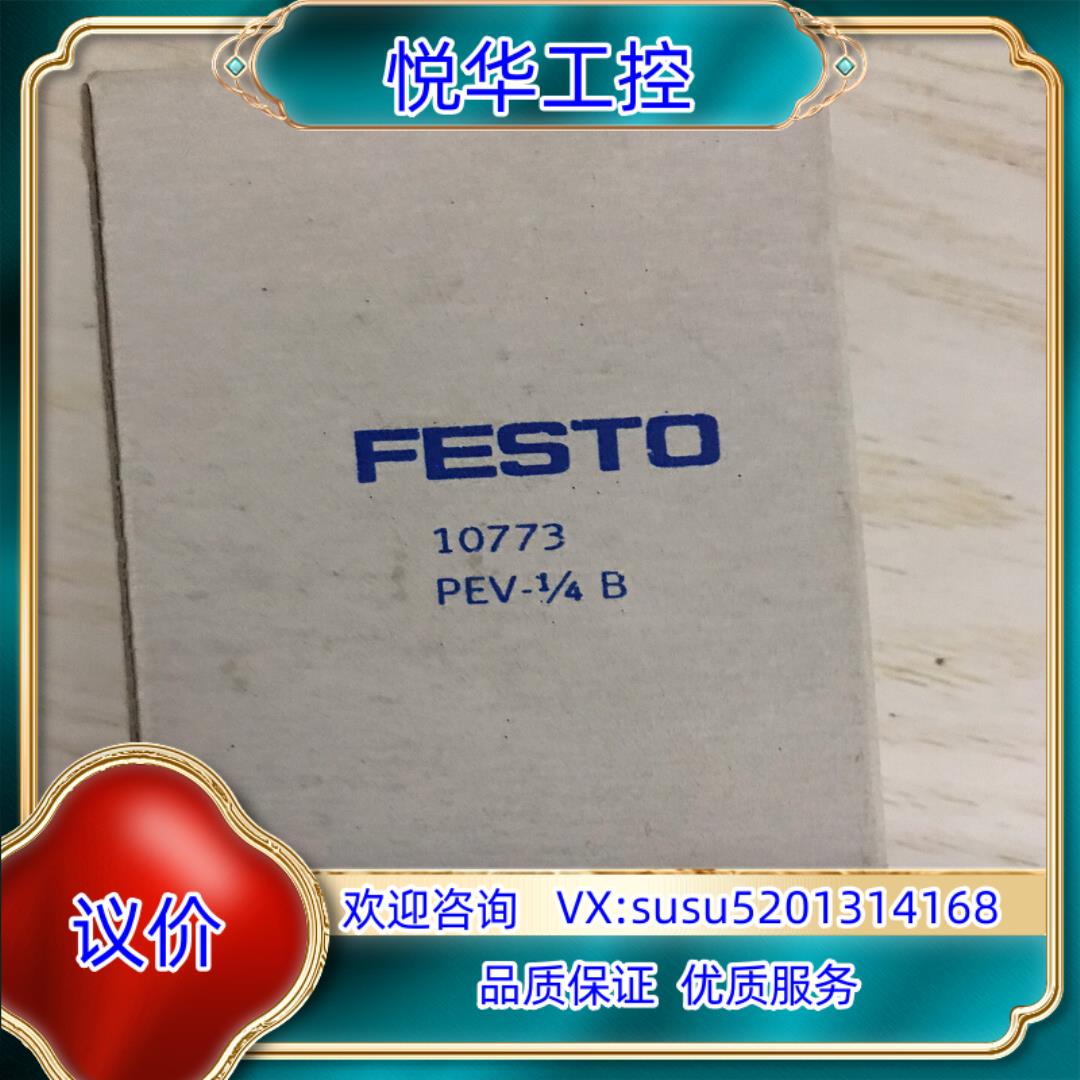 悦华工控
FESTO
10773
PEV-¼ B
议价
欢迎咨询 VX:susu5201314168
品质保证 优质服务